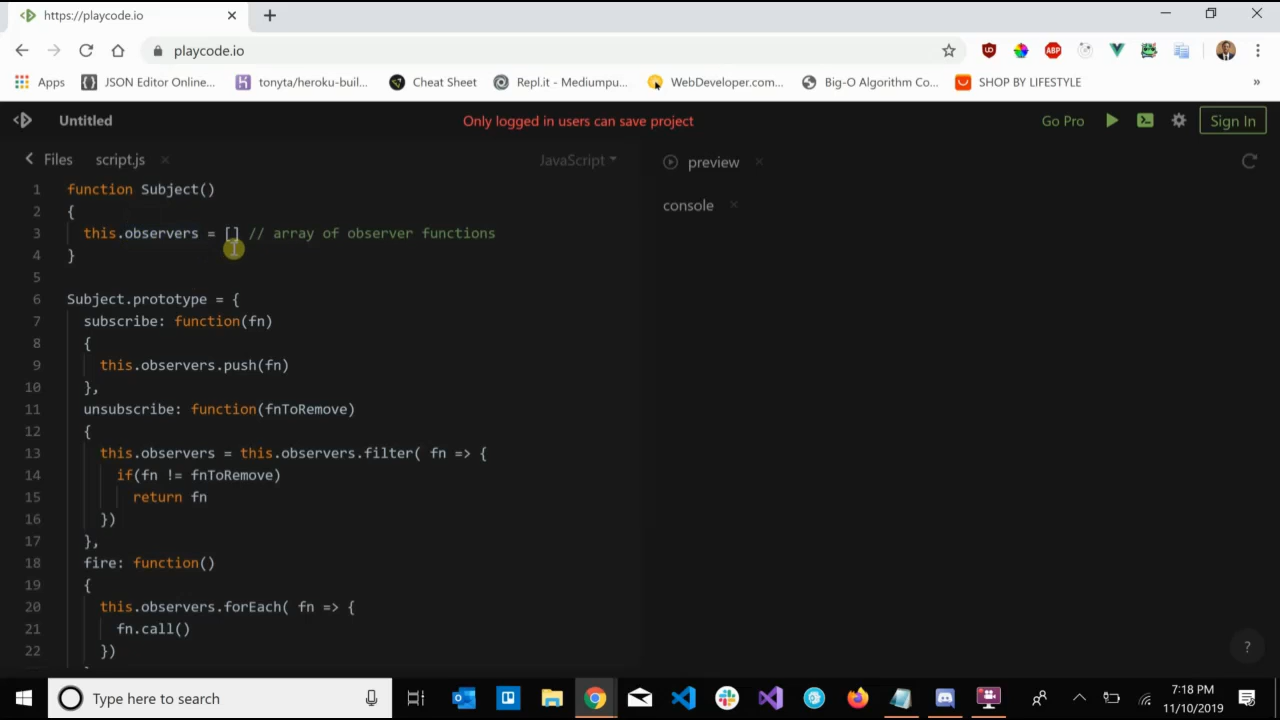 https://playcode.io
playcode.io
Apps
JSON Editor Online...
tonyta/heroku-buil...
Cheat Sheet
Repl.it - Mediumpu...
WebDeveloper.com...
Big-O Algorithm Co...
SHOP BY LIFESTYLE
»
Untitled
Only logged in users can save project
Go Pro
Sign In
Files
script.js
JavaScript
preview
console
1 function Subject()
2 {
3 this.observers = [] // array of observer functions
4 }
5
6 Subject.prototype = {
7 subscribe: function(fn)
8 {
9 this.observers.push(fn)
10 },
11 unsubscribe: function(fnToRemove)
12 {
13 this.observers = this.observers.filter( fn => {
14 if(fn != fnToRemove)
15 return fn
16 })
17 },
18 fire: function()
19 {
20 this.observers.forEach( fn => {
21 fn.call()
22 })
?
Type here to search
7:18 PM
11/10/2019